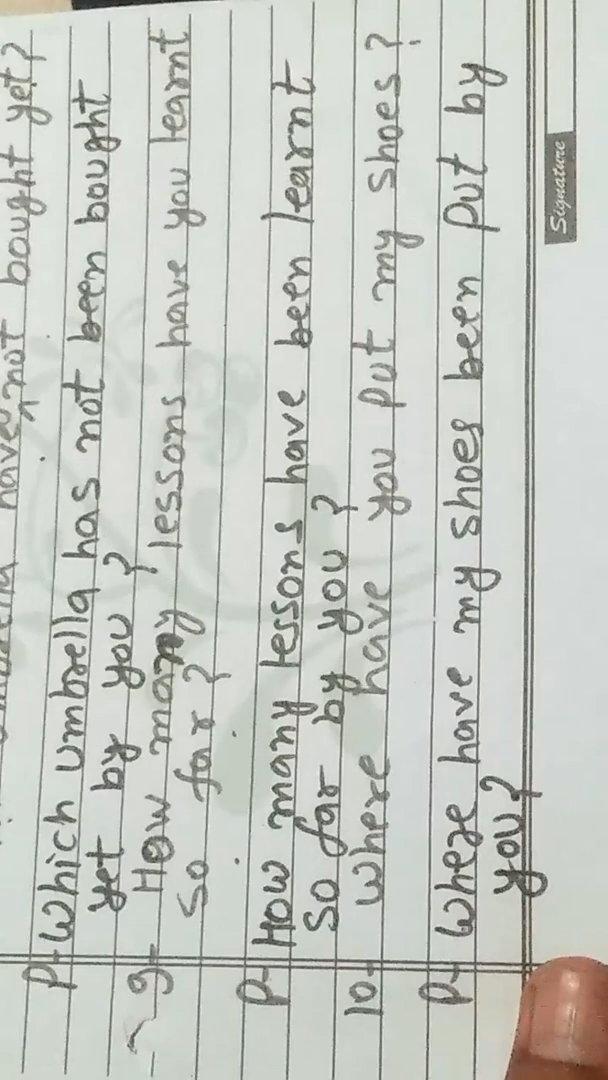 have not bought yet?
P- Which umbrella has not been bought
yet by you?
9- How many lessons have you learnt
so far?
P- How many lessons have been learnt
so far by you?
10- Where have you put my shoes?
P- Where have my shoes been put by
you?
Signature